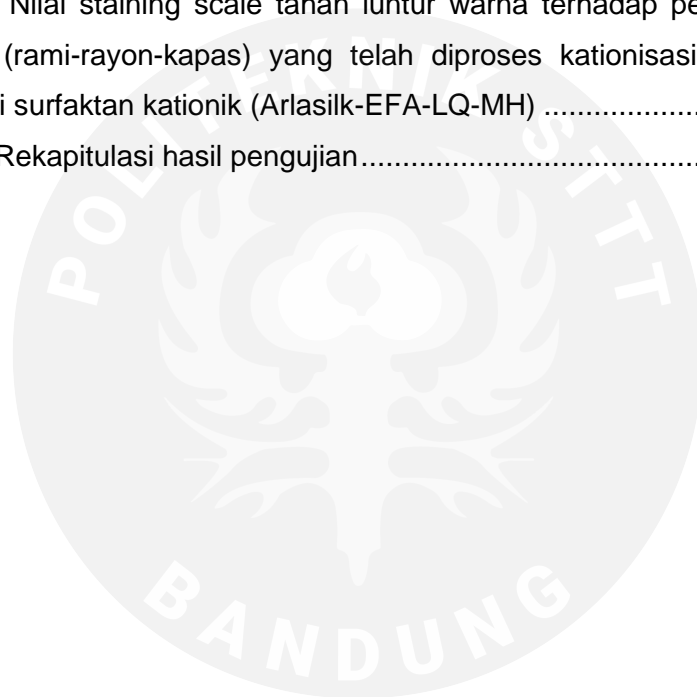 Nilai staining scale tahan luntur warna terhadap
(rami-rayon-kapas) yang telah diproses kationisasi
surfaktan kationik (Arlasilk-EFA-LQ-MH) ...................
Rekapitulasi hasil pengujian.........................................
POLITEKNIK STTT
BANDUNG